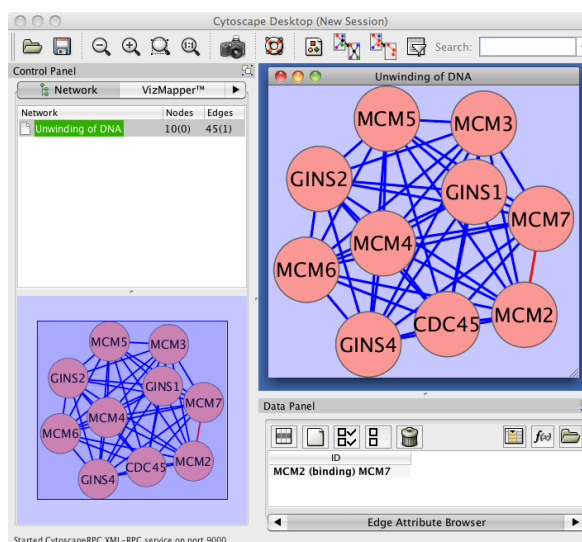 Cytoscape Desktop (New Session)
Search:
Control Panel
Network VizMapper™
Network Nodes Edges
Unwinding of DNA 10(0) 45(1)
Unwinding of DNA
MCM5
MCM3
GINS2
GINS1
MCM7
MCM4
MCM6
MCM2
CDC45
GINS4
MCM5
MCM3
GINS2
GINS1
MCM7
MCM4
MCM6
MCM2
CDC45
GINS4
Data Panel
f(x)
ID
MCM2 (binding) MCM7
Edge Attribute Browser
Started CytoscapeRPC XML-RPC service on port 9000